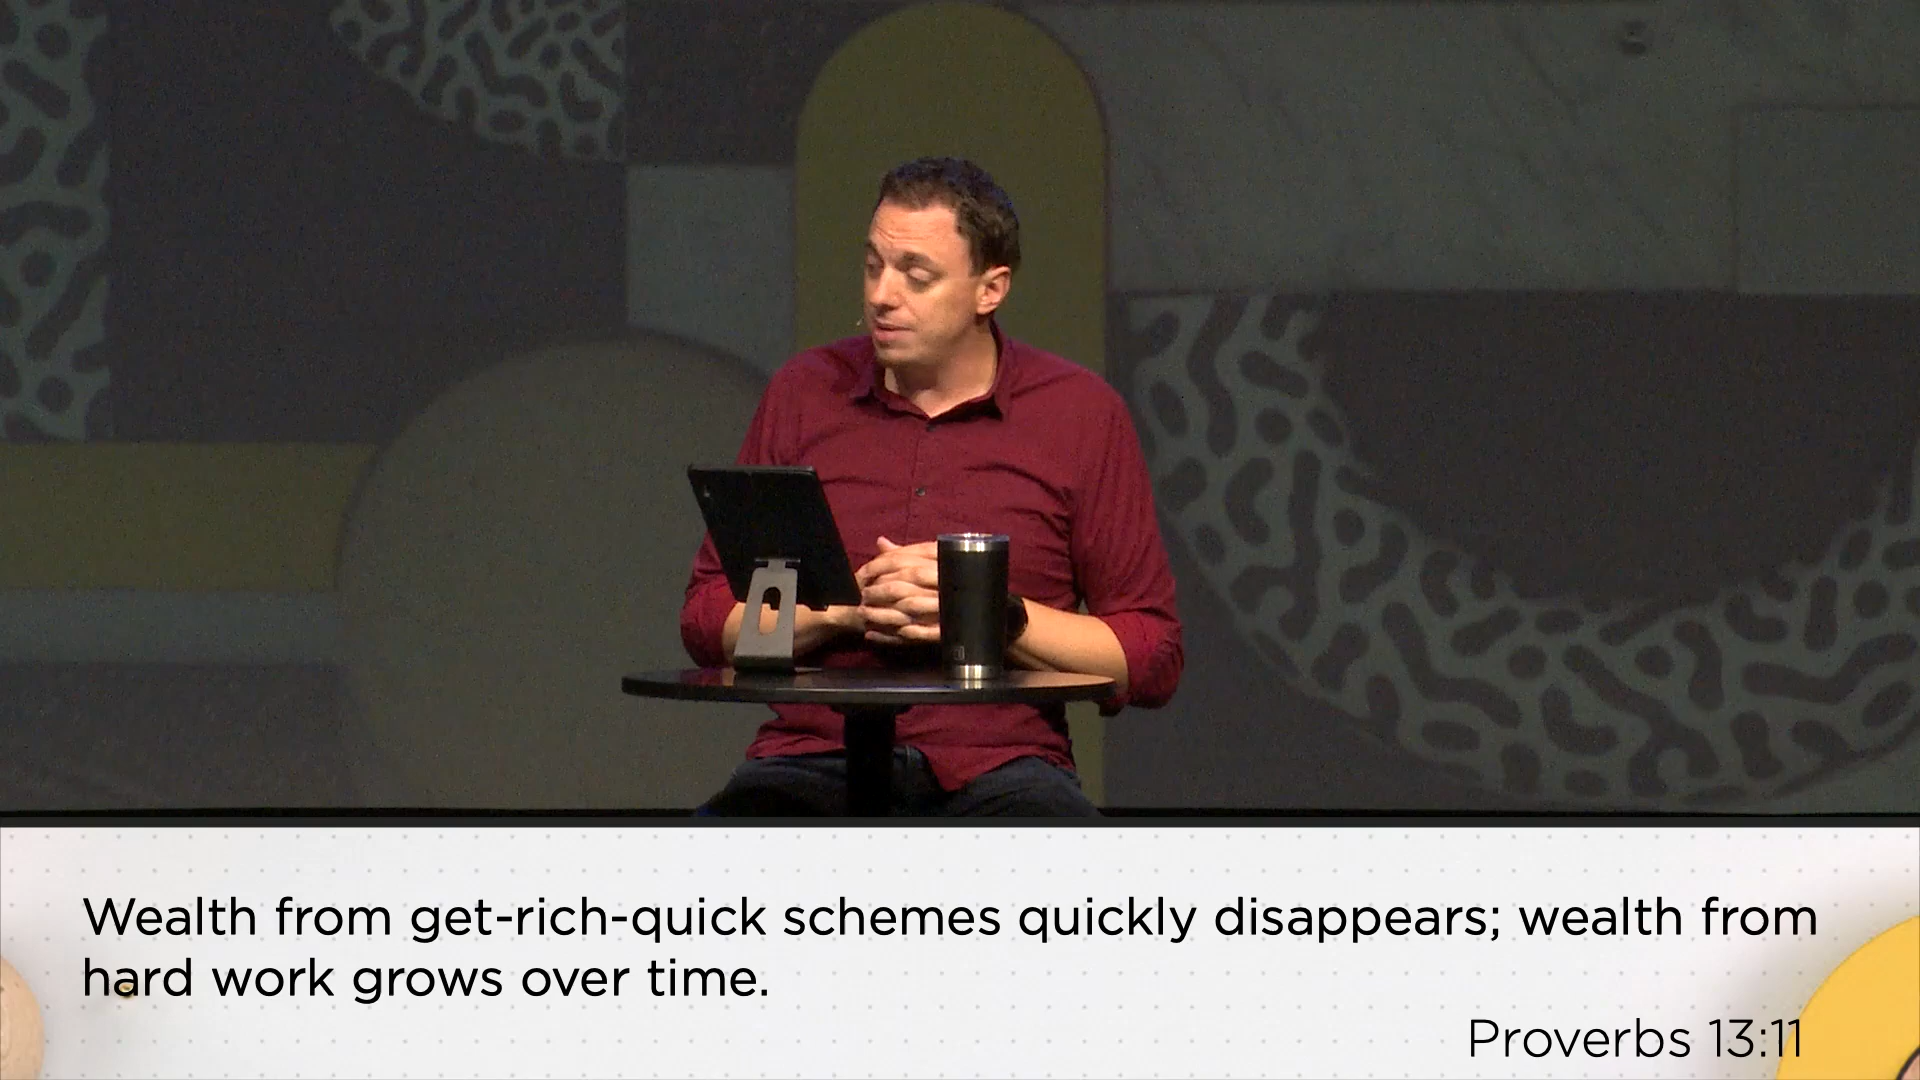 Wealth from get-rich-quick schemes quickly disappears; wealth from
hard work grows over time.
Proverbs 13:11